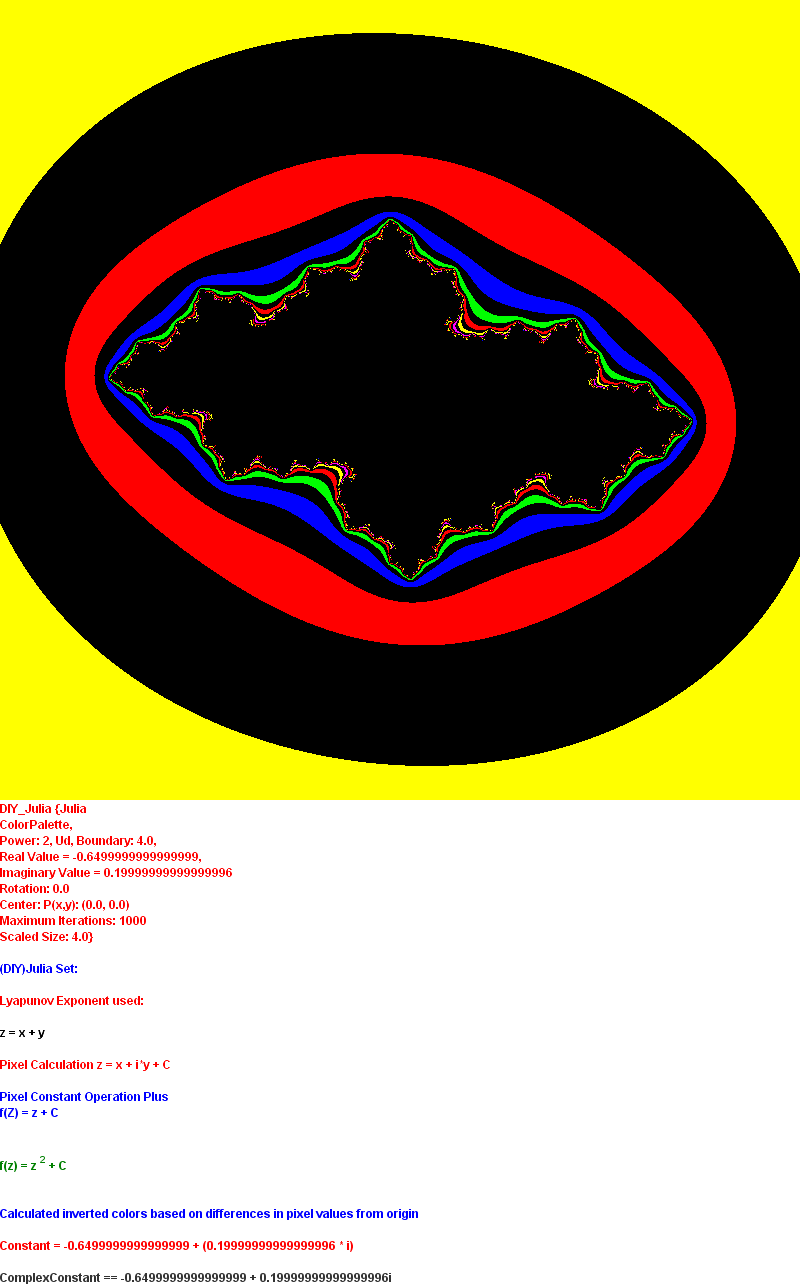 DIY_Julia {Julia
ColorPalette,
Power: 2, Ud, Boundary: 4.0,
Real Value = -0.6499999999999999,
Imaginary Value = 0.19999999999999996
Rotation: 0.0
Center: P(x,y): (0.0, 0.0)
Maximum Iterations: 1000
Scaled Size: 4.0}
(DIY)Julia Set:
Lyapunov Exponent used:
z = x + y
Pixel Calculation z = x + i*y + C
Pixel Constant Operation Plus
f(Z) = z + C
f(z) = z 2 + C
Calculated inverted colors based on differences in pixel values from origin
Constant = -0.6499999999999999 + (0.19999999999999996 * i)
ComplexConstant == -0.6499999999999999 + 0.19999999999999996i